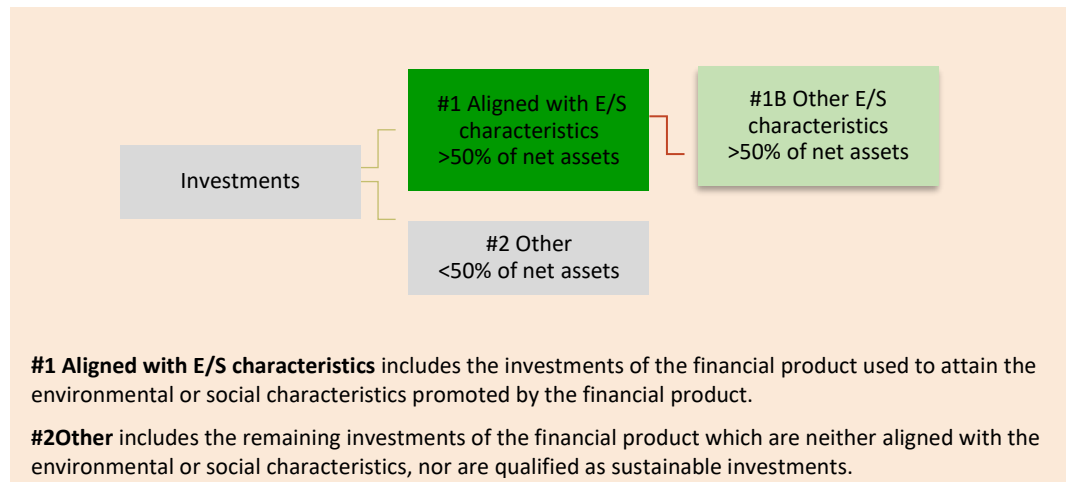 #1 Aligned with E/S
characteristics
>50% of net assets
#1B Other E/S
characteristics
>50% of net assets
Investments
#2 Other
<50% of net assets
#1 Aligned with E/S characteristics includes the investments of the financial product used to attain the
environmental or social characteristics promoted by the financial product.
#2Other includes the remaining investments of the financial product which are neither aligned with the
environmental or social characteristics, nor are qualified as sustainable investments.